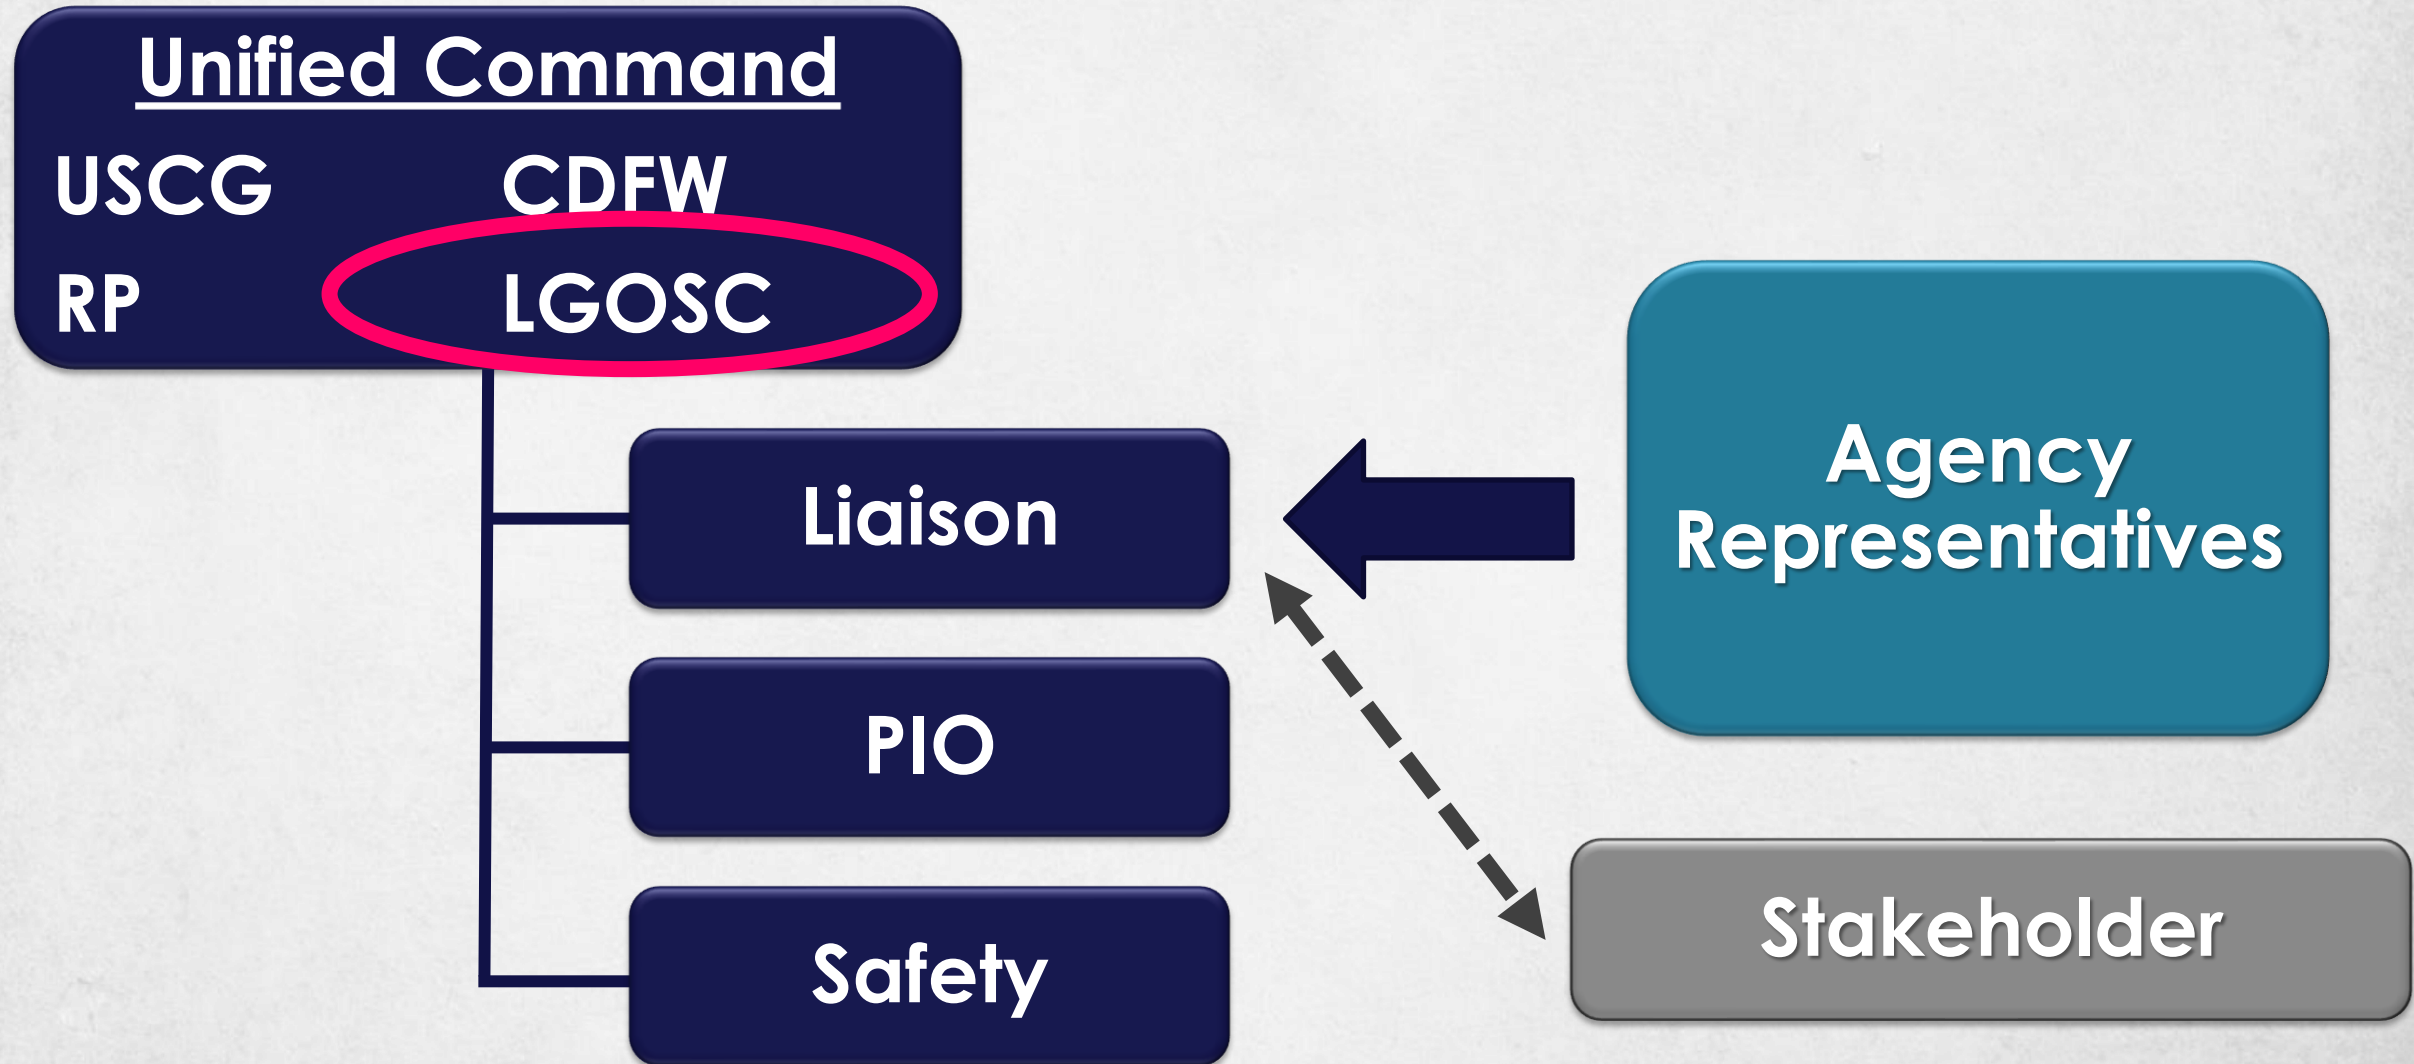 Unified Command
USCG CDFW
RP LGOSC
Liaison
PIO
Safety
Agency
Representatives
Stakeholder